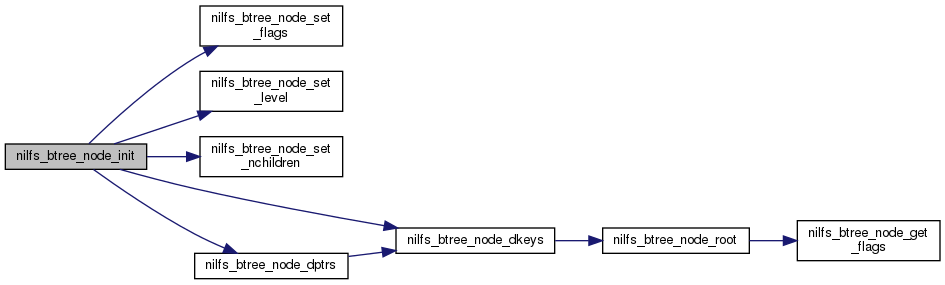 nilfs_btree_node_set
_flags
nilfs_btree_node_set
_level
nilfs_btree_node_init
nilfs_btree_node_set
_nchildren
nilfs_btree_node_dkeys
nilfs_btree_node_root
nilfs_btree_node_get
_flags
nilfs_btree_node_dptrs